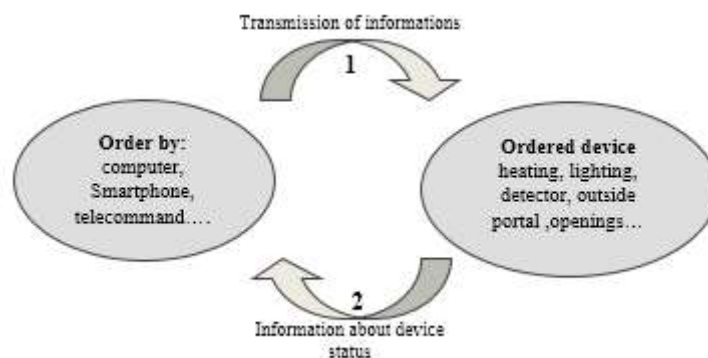 Transmission of informations
1
Order by:
computer,
Smartphone,
telecommand….
Ordered device
heating, lighting,
detector, outside
portal ,openings…
2
Information about device
status